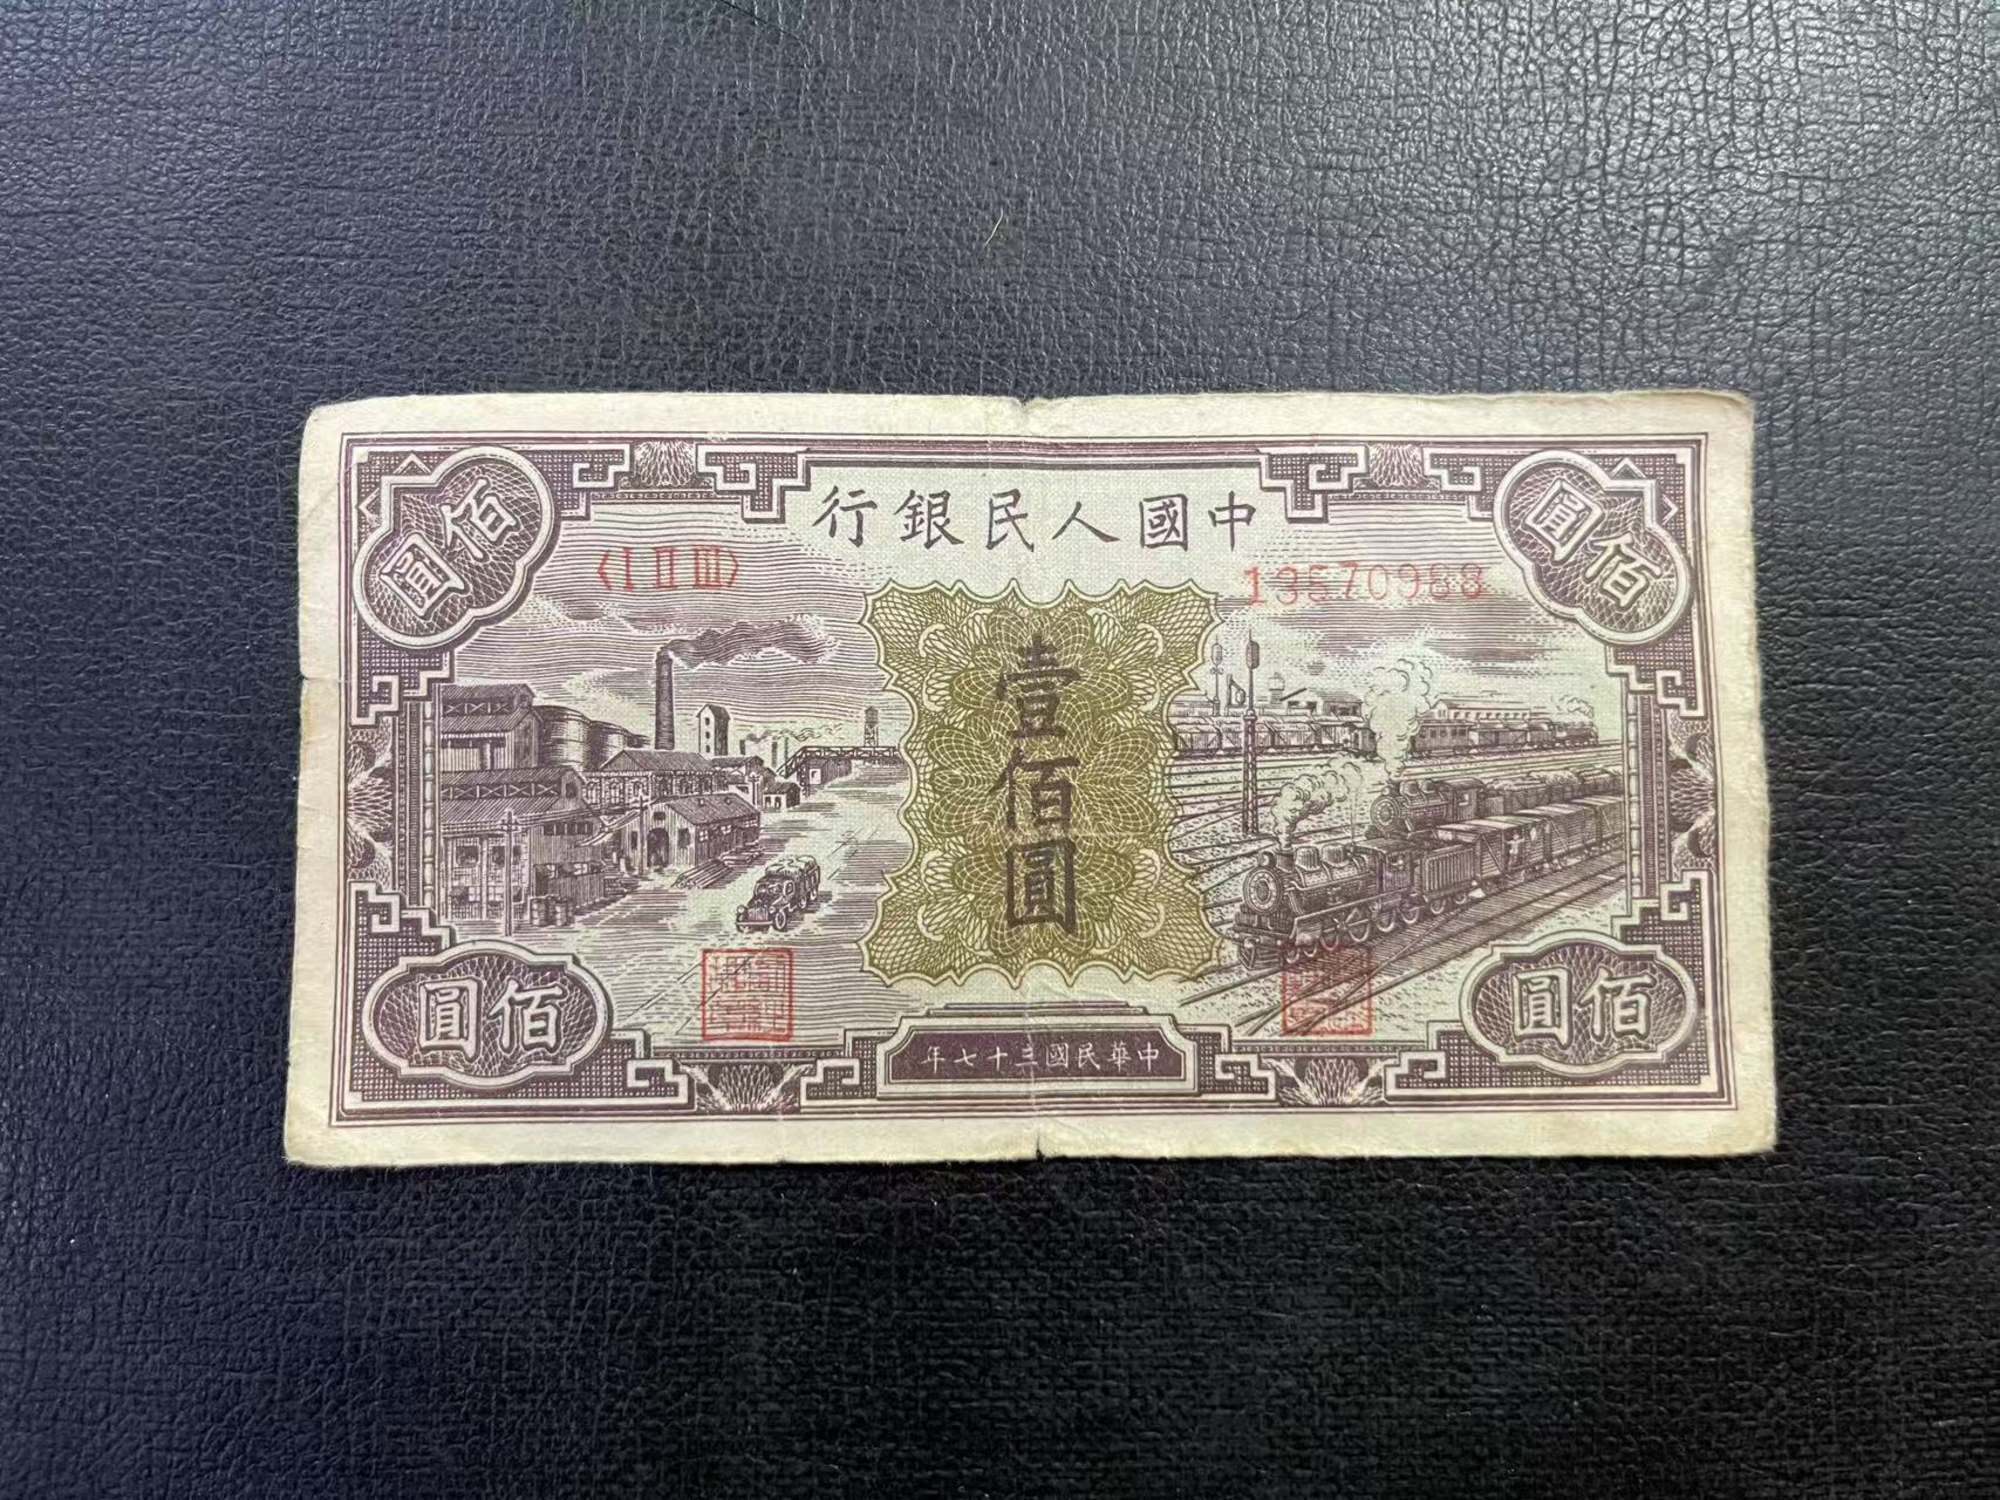 中國人民銀行
<I II III>
13570988
佰圓
佰圓
壹佰圓
佰圓
佰圓
中華民國三十七年